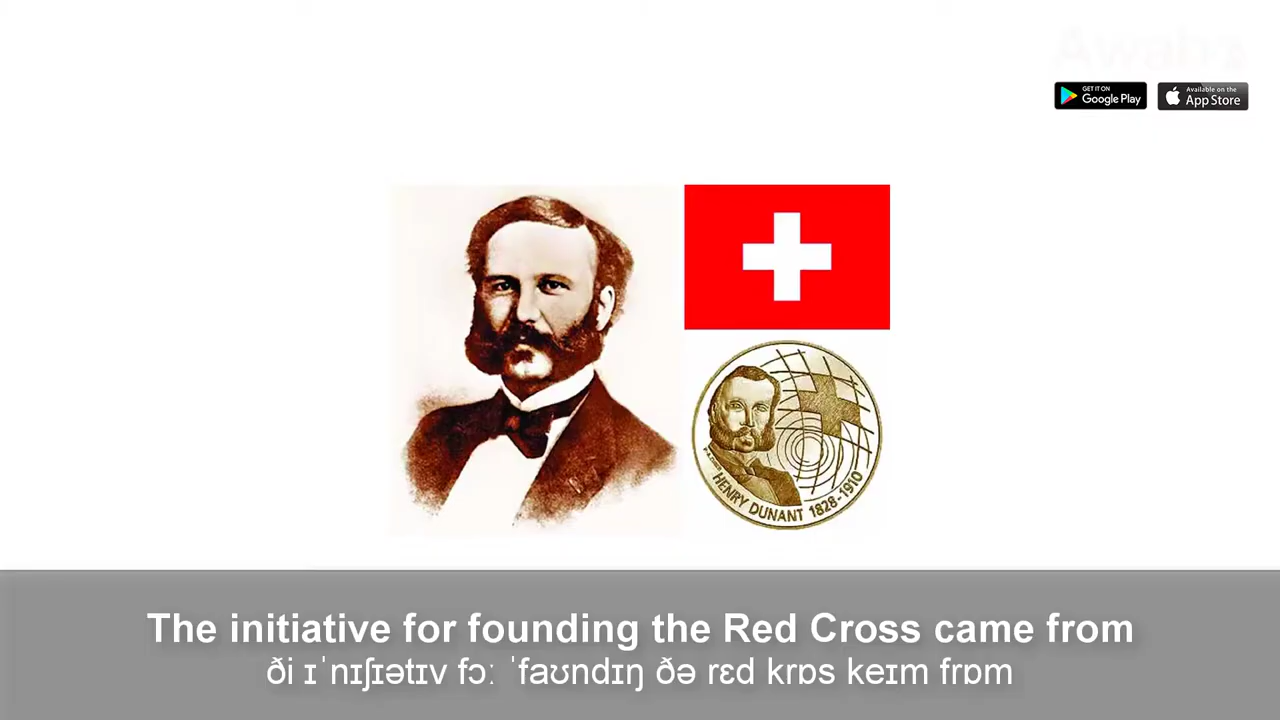 GET IT ON
Google Play
Available on the
App Store
HENRY DUNANT 1828-1910
The initiative for founding the Red Cross came from
ði ɪˈnɪʃɪətɪv fɔː ˈfaʊndɪŋ ðə rɛd krɒs keɪm frɒm